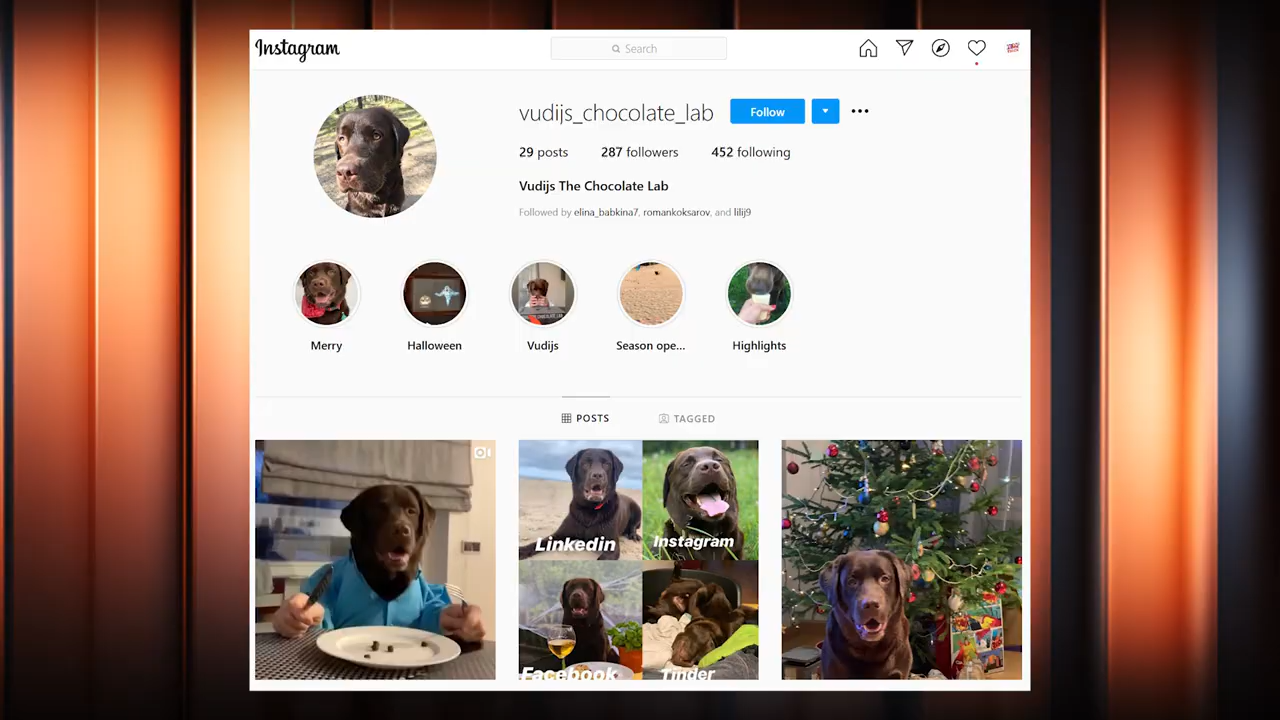 Instagram
Search
vudijs_chocolate_lab Follow
29 posts 287 followers 452 following
Vudijs The Chocolate Lab
Followed by elina_babkina7, romankoksarov, and lilij9
Merry Halloween Vudijs Season ope... Highlights
POSTS TAGGED
Linkedin Instagram
Facebook Tinder